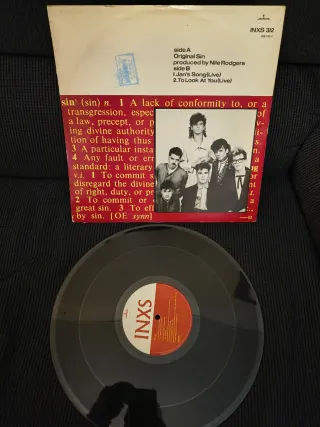 INXS 312
side A
Original Sin
produced by Nile Rodgers
side B
1.Jan's Song(Live)
2.To Look At You(Live)
sin¹ (sin) n. 1 A lack of conformity to, or a
transgression, espec
a law, precept, or p
ing divine authority
tion of having thus
3 A particular insta
4 Any fault or err
standard: a literary
v.i. 1 To commit s
disregard the divine
of right, duty, or pr
2 To commit or
great sin. 3 To eff
by sin. [OE synn]
INXS